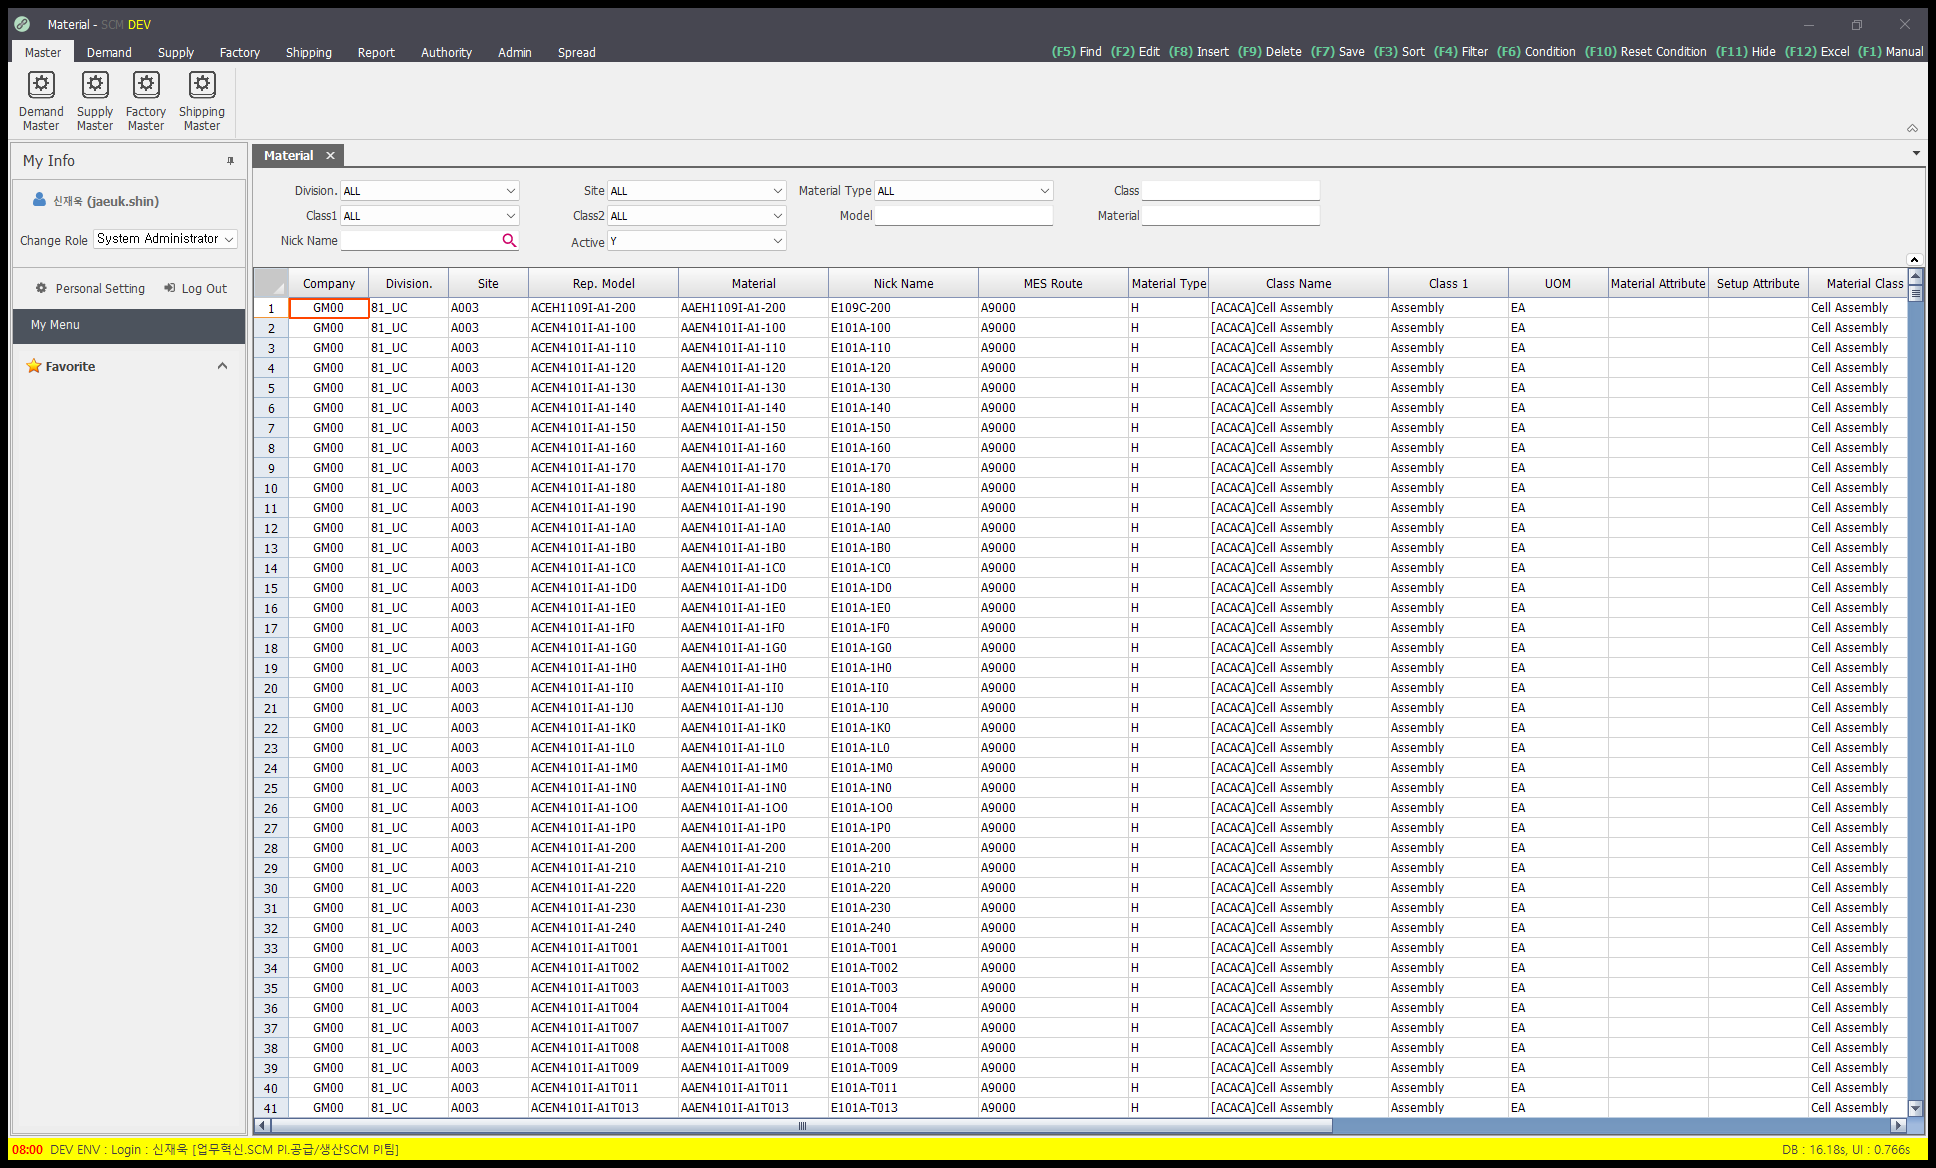 Material - SCM DEV
Master Demand Supply Factory Shipping Report Authority Admin Spread (F5) Find (F2) Edit (F8) Insert (F9) Delete (F7) Save (F3) Sort (F4) Filter (F6) Condition (F10) Reset Condition (F11) Hide (F12) Excel (F1) Manual
Demand Master Supply Master Factory Master Shipping Master
My Info
신재욱 (jaeuk.shin)
Change Role System Administrator
Personal Setting Log Out
My Menu
Favorite
Material
Division. ALL Site ALL Material Type ALL Class
Class1 ALL Class2 ALL Model Material
Nick Name Active Y
Company Division. Site Rep. Model Material Nick Name MES Route Material Type Class Name Class 1 UOM Material Attribute Setup Attribute Material Class
1 GM00 81_UC A003 ACEH1109I-A1-200 AAEH1109I-A1-200 E109C-200 A9000 H [ACACA]Cell Assembly Assembly EA Cell Assembly
2 GM00 81_UC A003 ACEN4101I-A1-100 AAEN4101I-A1-100 E101A-100 A9000 H [ACACA]Cell Assembly Assembly EA Cell Assembly
3 GM00 81_UC A003 ACEN4101I-A1-110 AAEN4101I-A1-110 E101A-110 A9000 H [ACACA]Cell Assembly Assembly EA Cell Assembly
4 GM00 81_UC A003 ACEN4101I-A1-120 AAEN4101I-A1-120 E101A-120 A9000 H [ACACA]Cell Assembly Assembly EA Cell Assembly
5 GM00 81_UC A003 ACEN4101I-A1-130 AAEN4101I-A1-130 E101A-130 A9000 H [ACACA]Cell Assembly Assembly EA Cell Assembly
6 GM00 81_UC A003 ACEN4101I-A1-140 AAEN4101I-A1-140 E101A-140 A9000 H [ACACA]Cell Assembly Assembly EA Cell Assembly
7 GM00 81_UC A003 ACEN4101I-A1-150 AAEN4101I-A1-150 E101A-150 A9000 H [ACACA]Cell Assembly Assembly EA Cell Assembly
8 GM00 81_UC A003 ACEN4101I-A1-160 AAEN4101I-A1-160 E101A-160 A9000 H [ACACA]Cell Assembly Assembly EA Cell Assembly
9 GM00 81_UC A003 ACEN4101I-A1-170 AAEN4101I-A1-170 E101A-170 A9000 H [ACACA]Cell Assembly Assembly EA Cell Assembly
10 GM00 81_UC A003 ACEN4101I-A1-180 AAEN4101I-A1-180 E101A-180 A9000 H [ACACA]Cell Assembly Assembly EA Cell Assembly
11 GM00 81_UC A003 ACEN4101I-A1-190 AAEN4101I-A1-190 E101A-190 A9000 H [ACACA]Cell Assembly Assembly EA Cell Assembly
12 GM00 81_UC A003 ACEN4101I-A1-1A0 AAEN4101I-A1-1A0 E101A-1A0 A9000 H [ACACA]Cell Assembly Assembly EA Cell Assembly
13 GM00 81_UC A003 ACEN4101I-A1-1B0 AAEN4101I-A1-1B0 E101A-1B0 A9000 H [ACACA]Cell Assembly Assembly EA Cell Assembly
14 GM00 81_UC A003 ACEN4101I-A1-1C0 AAEN4101I-A1-1C0 E101A-1C0 A9000 H [ACACA]Cell Assembly Assembly EA Cell Assembly
15 GM00 81_UC A003 ACEN4101I-A1-1D0 AAEN4101I-A1-1D0 E101A-1D0 A9000 H [ACACA]Cell Assembly Assembly EA Cell Assembly
16 GM00 81_UC A003 ACEN4101I-A1-1E0 AAEN4101I-A1-1E0 E101A-1E0 A9000 H [ACACA]Cell Assembly Assembly EA Cell Assembly
17 GM00 81_UC A003 ACEN4101I-A1-1F0 AAEN4101I-A1-1F0 E101A-1F0 A9000 H [ACACA]Cell Assembly Assembly EA Cell Assembly
18 GM00 81_UC A003 ACEN4101I-A1-1G0 AAEN4101I-A1-1G0 E101A-1G0 A9000 H [ACACA]Cell Assembly Assembly EA Cell Assembly
19 GM00 81_UC A003 ACEN4101I-A1-1H0 AAEN4101I-A1-1H0 E101A-1H0 A9000 H [ACACA]Cell Assembly Assembly EA Cell Assembly
20 GM00 81_UC A003 ACEN4101I-A1-1I0 AAEN4101I-A1-1I0 E101A-1I0 A9000 H [ACACA]Cell Assembly Assembly EA Cell Assembly
21 GM00 81_UC A003 ACEN4101I-A1-1J0 AAEN4101I-A1-1J0 E101A-1J0 A9000 H [ACACA]Cell Assembly Assembly EA Cell Assembly
22 GM00 81_UC A003 ACEN4101I-A1-1K0 AAEN4101I-A1-1K0 E101A-1K0 A9000 H [ACACA]Cell Assembly Assembly EA Cell Assembly
23 GM00 81_UC A003 ACEN4101I-A1-1L0 AAEN4101I-A1-1L0 E101A-1L0 A9000 H [ACACA]Cell Assembly Assembly EA Cell Assembly
24 GM00 81_UC A003 ACEN4101I-A1-1M0 AAEN4101I-A1-1M0 E101A-1M0 A9000 H [ACACA]Cell Assembly Assembly EA Cell Assembly
25 GM00 81_UC A003 ACEN4101I-A1-1N0 AAEN4101I-A1-1N0 E101A-1N0 A9000 H [ACACA]Cell Assembly Assembly EA Cell Assembly
26 GM00 81_UC A003 ACEN4101I-A1-1O0 AAEN4101I-A1-1O0 E101A-1O0 A9000 H [ACACA]Cell Assembly Assembly EA Cell Assembly
27 GM00 81_UC A003 ACEN4101I-A1-1P0 AAEN4101I-A1-1P0 E101A-1P0 A9000 H [ACACA]Cell Assembly Assembly EA Cell Assembly
28 GM00 81_UC A003 ACEN4101I-A1-200 AAEN4101I-A1-200 E101A-200 A9000 H [ACACA]Cell Assembly Assembly EA Cell Assembly
29 GM00 81_UC A003 ACEN4101I-A1-210 AAEN4101I-A1-210 E101A-210 A9000 H [ACACA]Cell Assembly Assembly EA Cell Assembly
30 GM00 81_UC A003 ACEN4101I-A1-220 AAEN4101I-A1-220 E101A-220 A9000 H [ACACA]Cell Assembly Assembly EA Cell Assembly
31 GM00 81_UC A003 ACEN4101I-A1-230 AAEN4101I-A1-230 E101A-230 A9000 H [ACACA]Cell Assembly Assembly EA Cell Assembly
32 GM00 81_UC A003 ACEN4101I-A1-240 AAEN4101I-A1-240 E101A-240 A9000 H [ACACA]Cell Assembly Assembly EA Cell Assembly
33 GM00 81_UC A003 ACEN4101I-A1T001 AAEN4101I-A1T001 E101A-T001 A9000 H [ACACA]Cell Assembly Assembly EA Cell Assembly
34 GM00 81_UC A003 ACEN4101I-A1T002 AAEN4101I-A1T002 E101A-T002 A9000 H [ACACA]Cell Assembly Assembly EA Cell Assembly
35 GM00 81_UC A003 ACEN4101I-A1T003 AAEN4101I-A1T003 E101A-T003 A9000 H [ACACA]Cell Assembly Assembly EA Cell Assembly
36 GM00 81_UC A003 ACEN4101I-A1T004 AAEN4101I-A1T004 E101A-T004 A9000 H [ACACA]Cell Assembly Assembly EA Cell Assembly
37 GM00 81_UC A003 ACEN4101I-A1T007 AAEN4101I-A1T007 E101A-T007 A9000 H [ACACA]Cell Assembly Assembly EA Cell Assembly
38 GM00 81_UC A003 ACEN4101I-A1T008 AAEN4101I-A1T008 E101A-T008 A9000 H [ACACA]Cell Assembly Assembly EA Cell Assembly
39 GM00 81_UC A003 ACEN4101I-A1T009 AAEN4101I-A1T009 E101A-T009 A9000 H [ACACA]Cell Assembly Assembly EA Cell Assembly
40 GM00 81_UC A003 ACEN4101I-A1T011 AAEN4101I-A1T011 E101A-T011 A9000 H [ACACA]Cell Assembly Assembly EA Cell Assembly
41 GM00 81_UC A003 ACEN4101I-A1T013 AAEN4101I-A1T013 E101A-T013 A9000 H [ACACA]Cell Assembly Assembly EA Cell Assembly
08:00 DEV ENV : Login : 신재욱 [업무혁신.SCM PI.공급/생산SCM PI팀] DB : 16.18s, UI : 0.766s